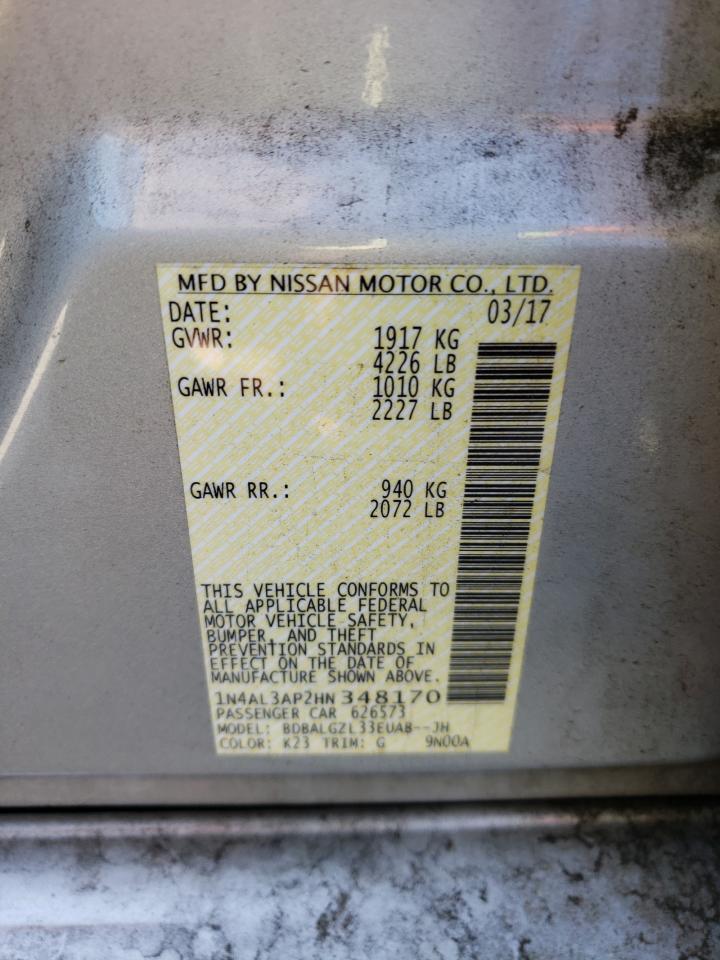 MFD BY NISSAN MOTOR CO., LTD.
DATE: 03/17
GVWR: 1917 KG
4226 LB
GAWR FR.: 1010 KG
2227 LB
GAWR RR.: 940 KG
2072 LB
THIS VEHICLE CONFORMS TO
ALL APPLICABLE FEDERAL
MOTOR VEHICLE SAFETY,
BUMPER, AND THEFT
PREVENTION STANDARDS IN
EFFECT ON THE DATE OF
MANUFACTURE SHOWN ABOVE.
1N4AL3AP2HN348170
PASSENGER CAR 626573
MODEL: BDBALGZL33EUAB--JH
COLOR: K23 TRIM: G 9N00A